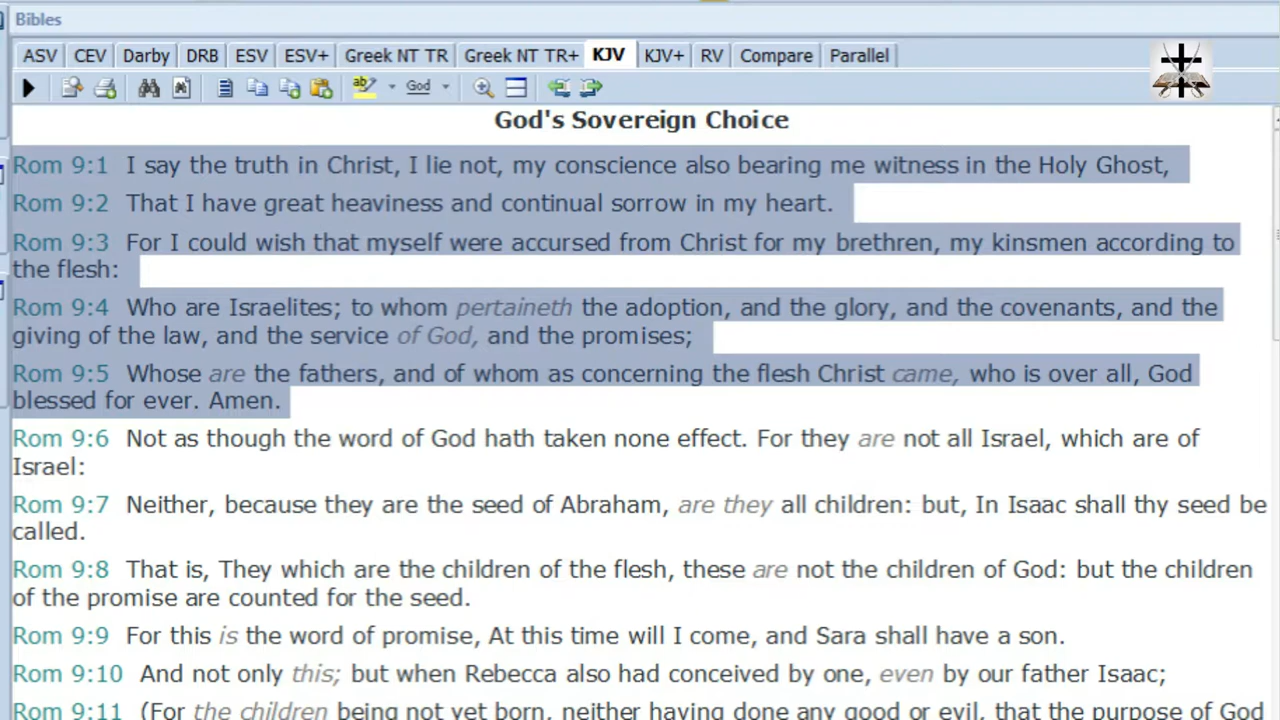 Bibles
ASV CEV Darby DRB ESV ESV+ Greek NT TR Greek NT TR+ KJV KJV+ RV Compare Parallel
ab God
God's Sovereign Choice
Rom 9:1 I say the truth in Christ, I lie not, my conscience also bearing me witness in the Holy Ghost,
Rom 9:2 That I have great heaviness and continual sorrow in my heart.
Rom 9:3 For I could wish that myself were accursed from Christ for my brethren, my kinsmen according to
the flesh:
Rom 9:4 Who are Israelites; to whom pertaineth the adoption, and the glory, and the covenants, and the
giving of the law, and the service of God, and the promises;
Rom 9:5 Whose are the fathers, and of whom as concerning the flesh Christ came, who is over all, God
blessed for ever. Amen.
Rom 9:6 Not as though the word of God hath taken none effect. For they are not all Israel, which are of
Israel:
Rom 9:7 Neither, because they are the seed of Abraham, are they all children: but, In Isaac shall thy seed be
called.
Rom 9:8 That is, They which are the children of the flesh, these are not the children of God: but the children
of the promise are counted for the seed.
Rom 9:9 For this is the word of promise, At this time will I come, and Sara shall have a son.
Rom 9:10 And not only this; but when Rebecca also had conceived by one, even by our father Isaac;
Rom 9:11 (For the children being not yet born, neither having done any good or evil, that the purpose of God